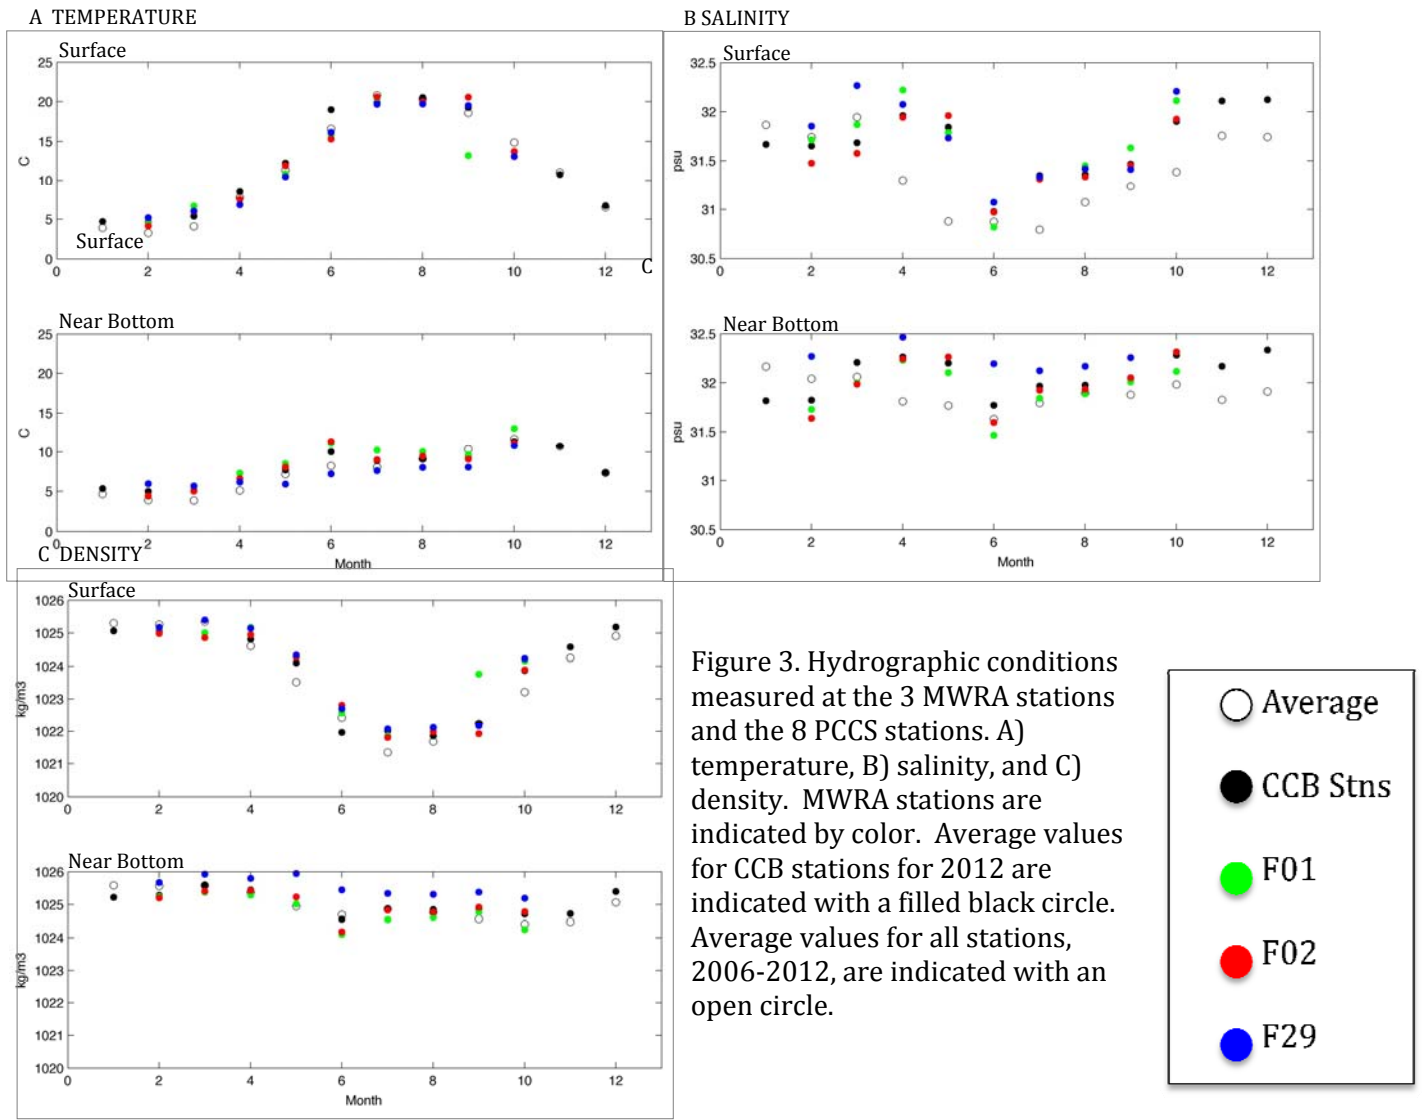 A TEMPERATURE
Surface
25
20
15
10
5
0
C
Surface
0 2 4 6 8 10 12
C
Near Bottom
25
20
15
10
5
0
C
0 2 4 6 8 10 12
Month
B SALINITY
Surface
32.5
32
31.5
31
30.5
psu
0 2 4 6 8 10 12
Near Bottom
32.5
32
31.5
31
30.5
psu
0 2 4 6 8 10 12
Month
C DENSITY
Surface
1026
1025
1024
1023
1022
1021
1020
kg/m3
0 2 4 6 8 10 12
Near Bottom
1026
1025
1024
1023
1022
1021
1020
kg/m3
0 2 4 6 8 10 12
Month
Figure 3. Hydrographic conditions
measured at the 3 MWRA stations
and the 8 PCCS stations. A)
temperature, B) salinity, and C)
density. MWRA stations are
indicated by color. Average values
for CCB stations for 2012 are
indicated with a filled black circle.
Average values for all stations,
2006-2012, are indicated with an
open circle.
Average
CCB Stns
F01
F02
F29